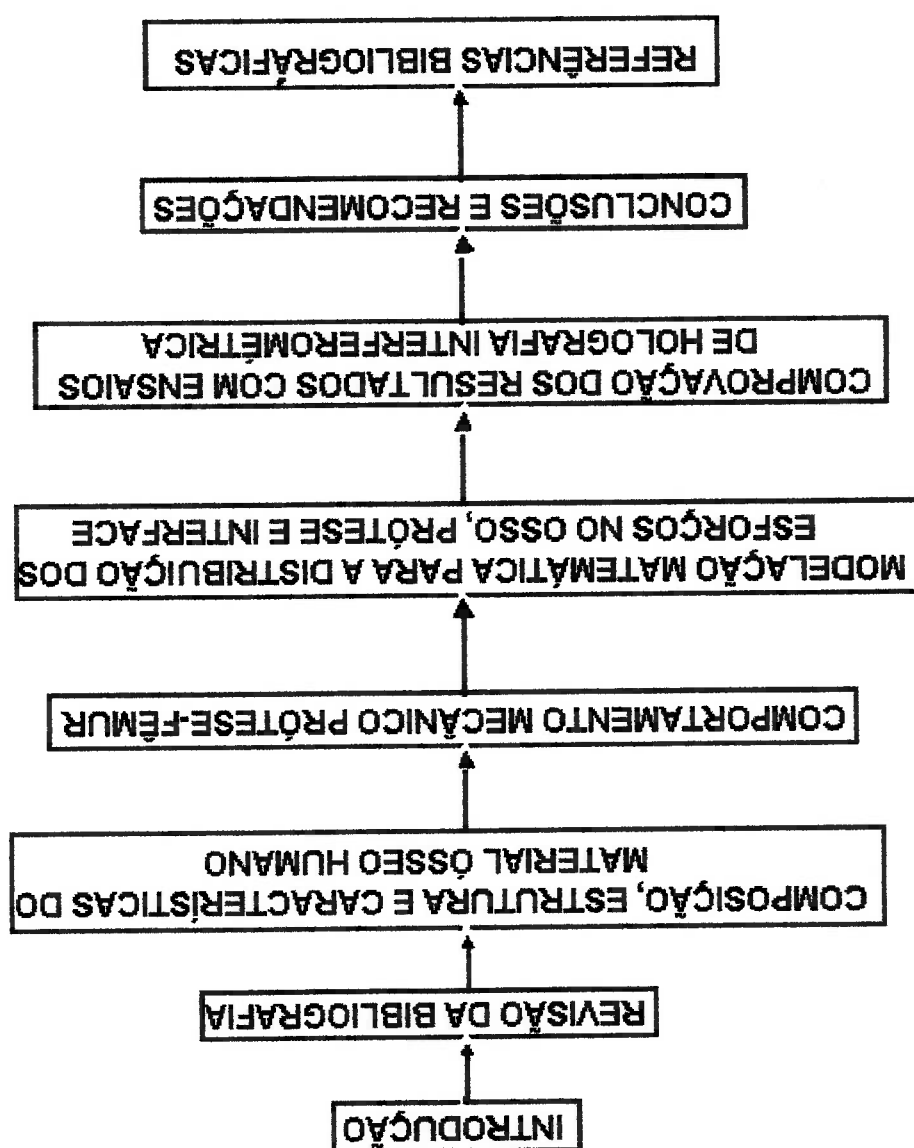 INTRODUÇÃO
REVISÃO DA BIBLIOGRAFIA
COMPOSIÇÃO, ESTRUTURA E CARACTERÍSTICAS DO
MATERIAL ÓSSEO HUMANO
COMPORTAMENTO MECÂNICO PRÓTESE-FÊMUR
MODELAÇÃO MATEMÁTICA PARA A DISTRIBUIÇÃO DOS
ESFORÇOS NO OSSO, PRÓTESE E INTERFACE
COMPROVAÇÃO DOS RESULTADOS COM ENSAIOS
DE HOLOGRAFIA INTERFEROMÉTRICA
CONCLUSÕES E RECOMENDAÇÕES
REFERÊNCIAS BIBLIOGRÁFICAS